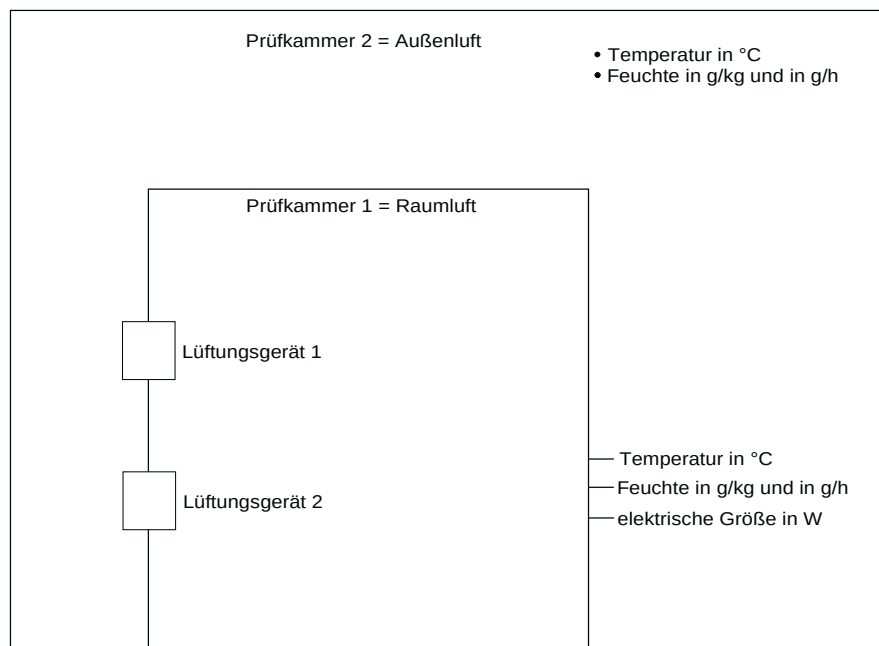 Prüfkammer 2 = Außenluft
• Temperatur in °C
• Feuchte in g/kg und in g/h
Prüfkammer 1 = Raumluft
Lüftungsgerät 1
Temperatur in °C
Feuchte in g/kg und in g/h
Lüftungsgerät 2
elektrische Größe in W